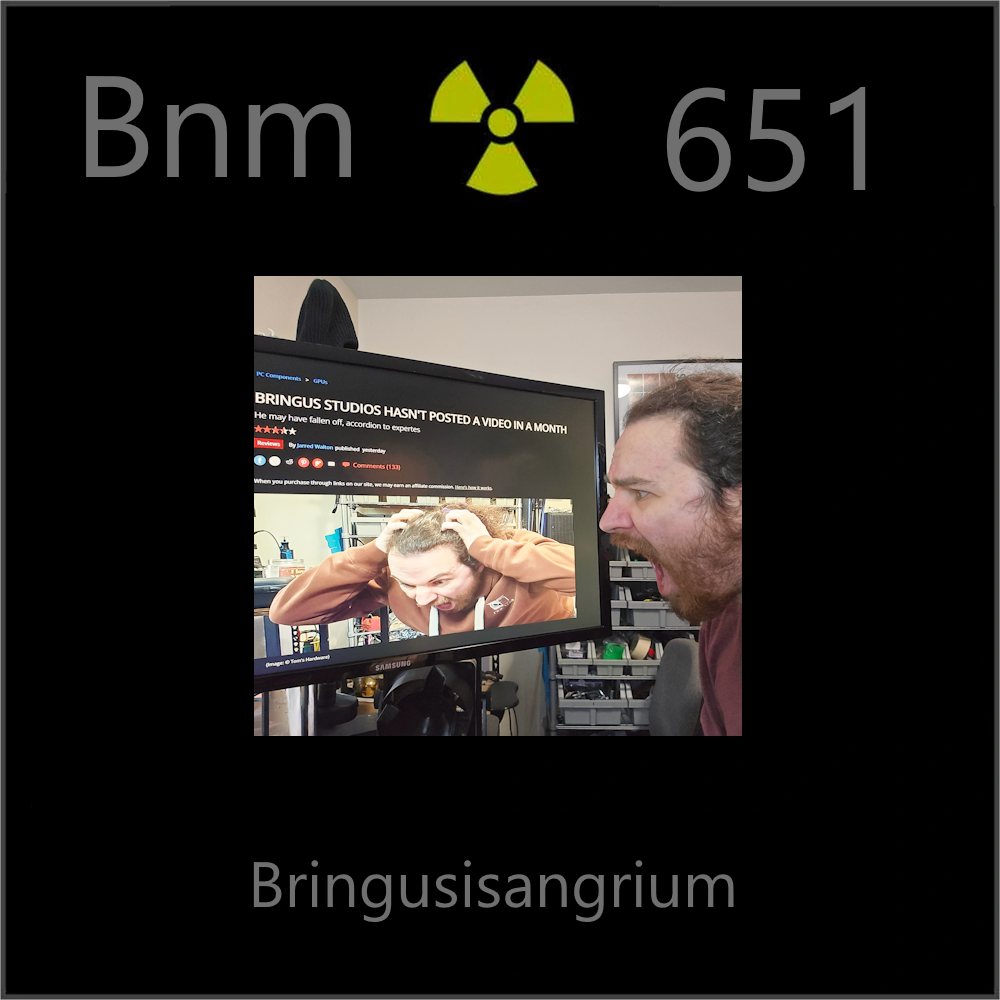 Bnm
651
PC Components > GPUs
BRINGUS STUDIOS HASN'T POSTED A VIDEO IN A MONTH
He may have fallen off, accordion to expertes
Reviews By Jarred Walton published yesterday
Comments (133)
When you purchase through links on our site, we may earn an affiliate commission. Here's how it works.
(Image: © Tom's Hardware)
SAMSUNG
Bringusisangrium